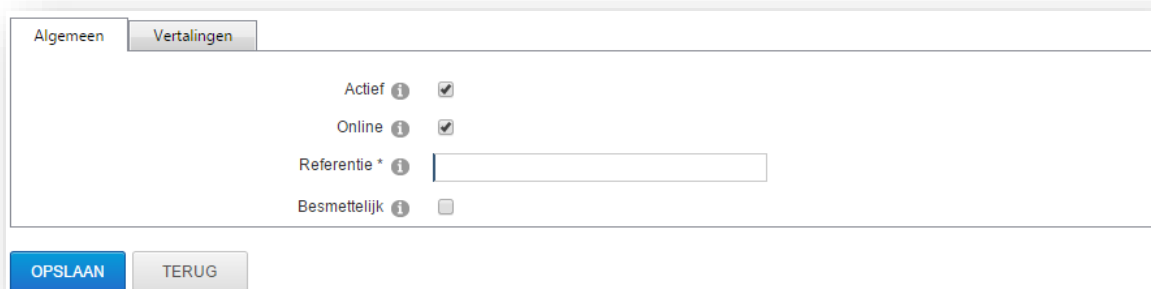 Algemeen Vertalingen
Actief
Online
Referentie *
Besmettelijk
OPSLAAN TERUG